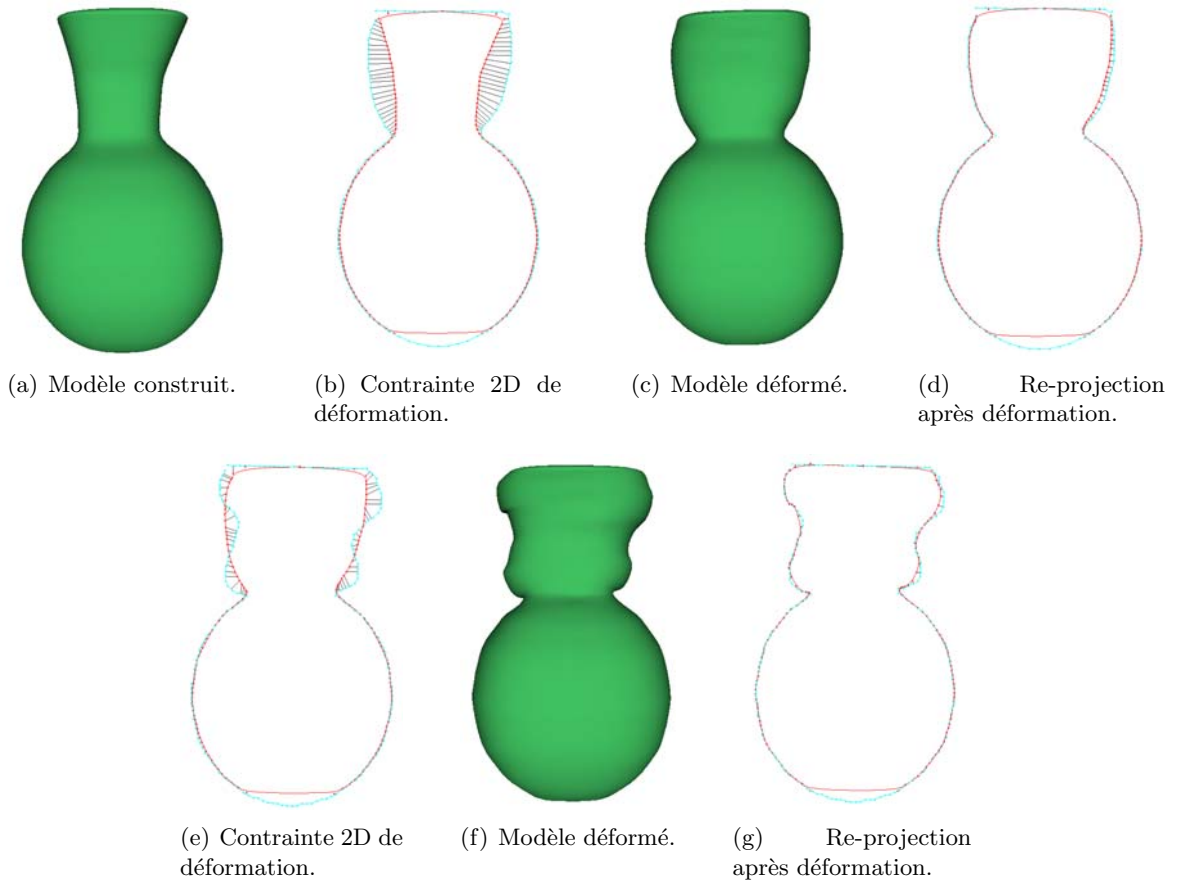 (a) Modèle construit.
(b) Contrainte 2D de
déformation.
(c) Modèle déformé.
(d) Re-projection
après déformation.
(e) Contrainte 2D de
déformation.
(f) Modèle déformé.
(g) Re-projection
après déformation.